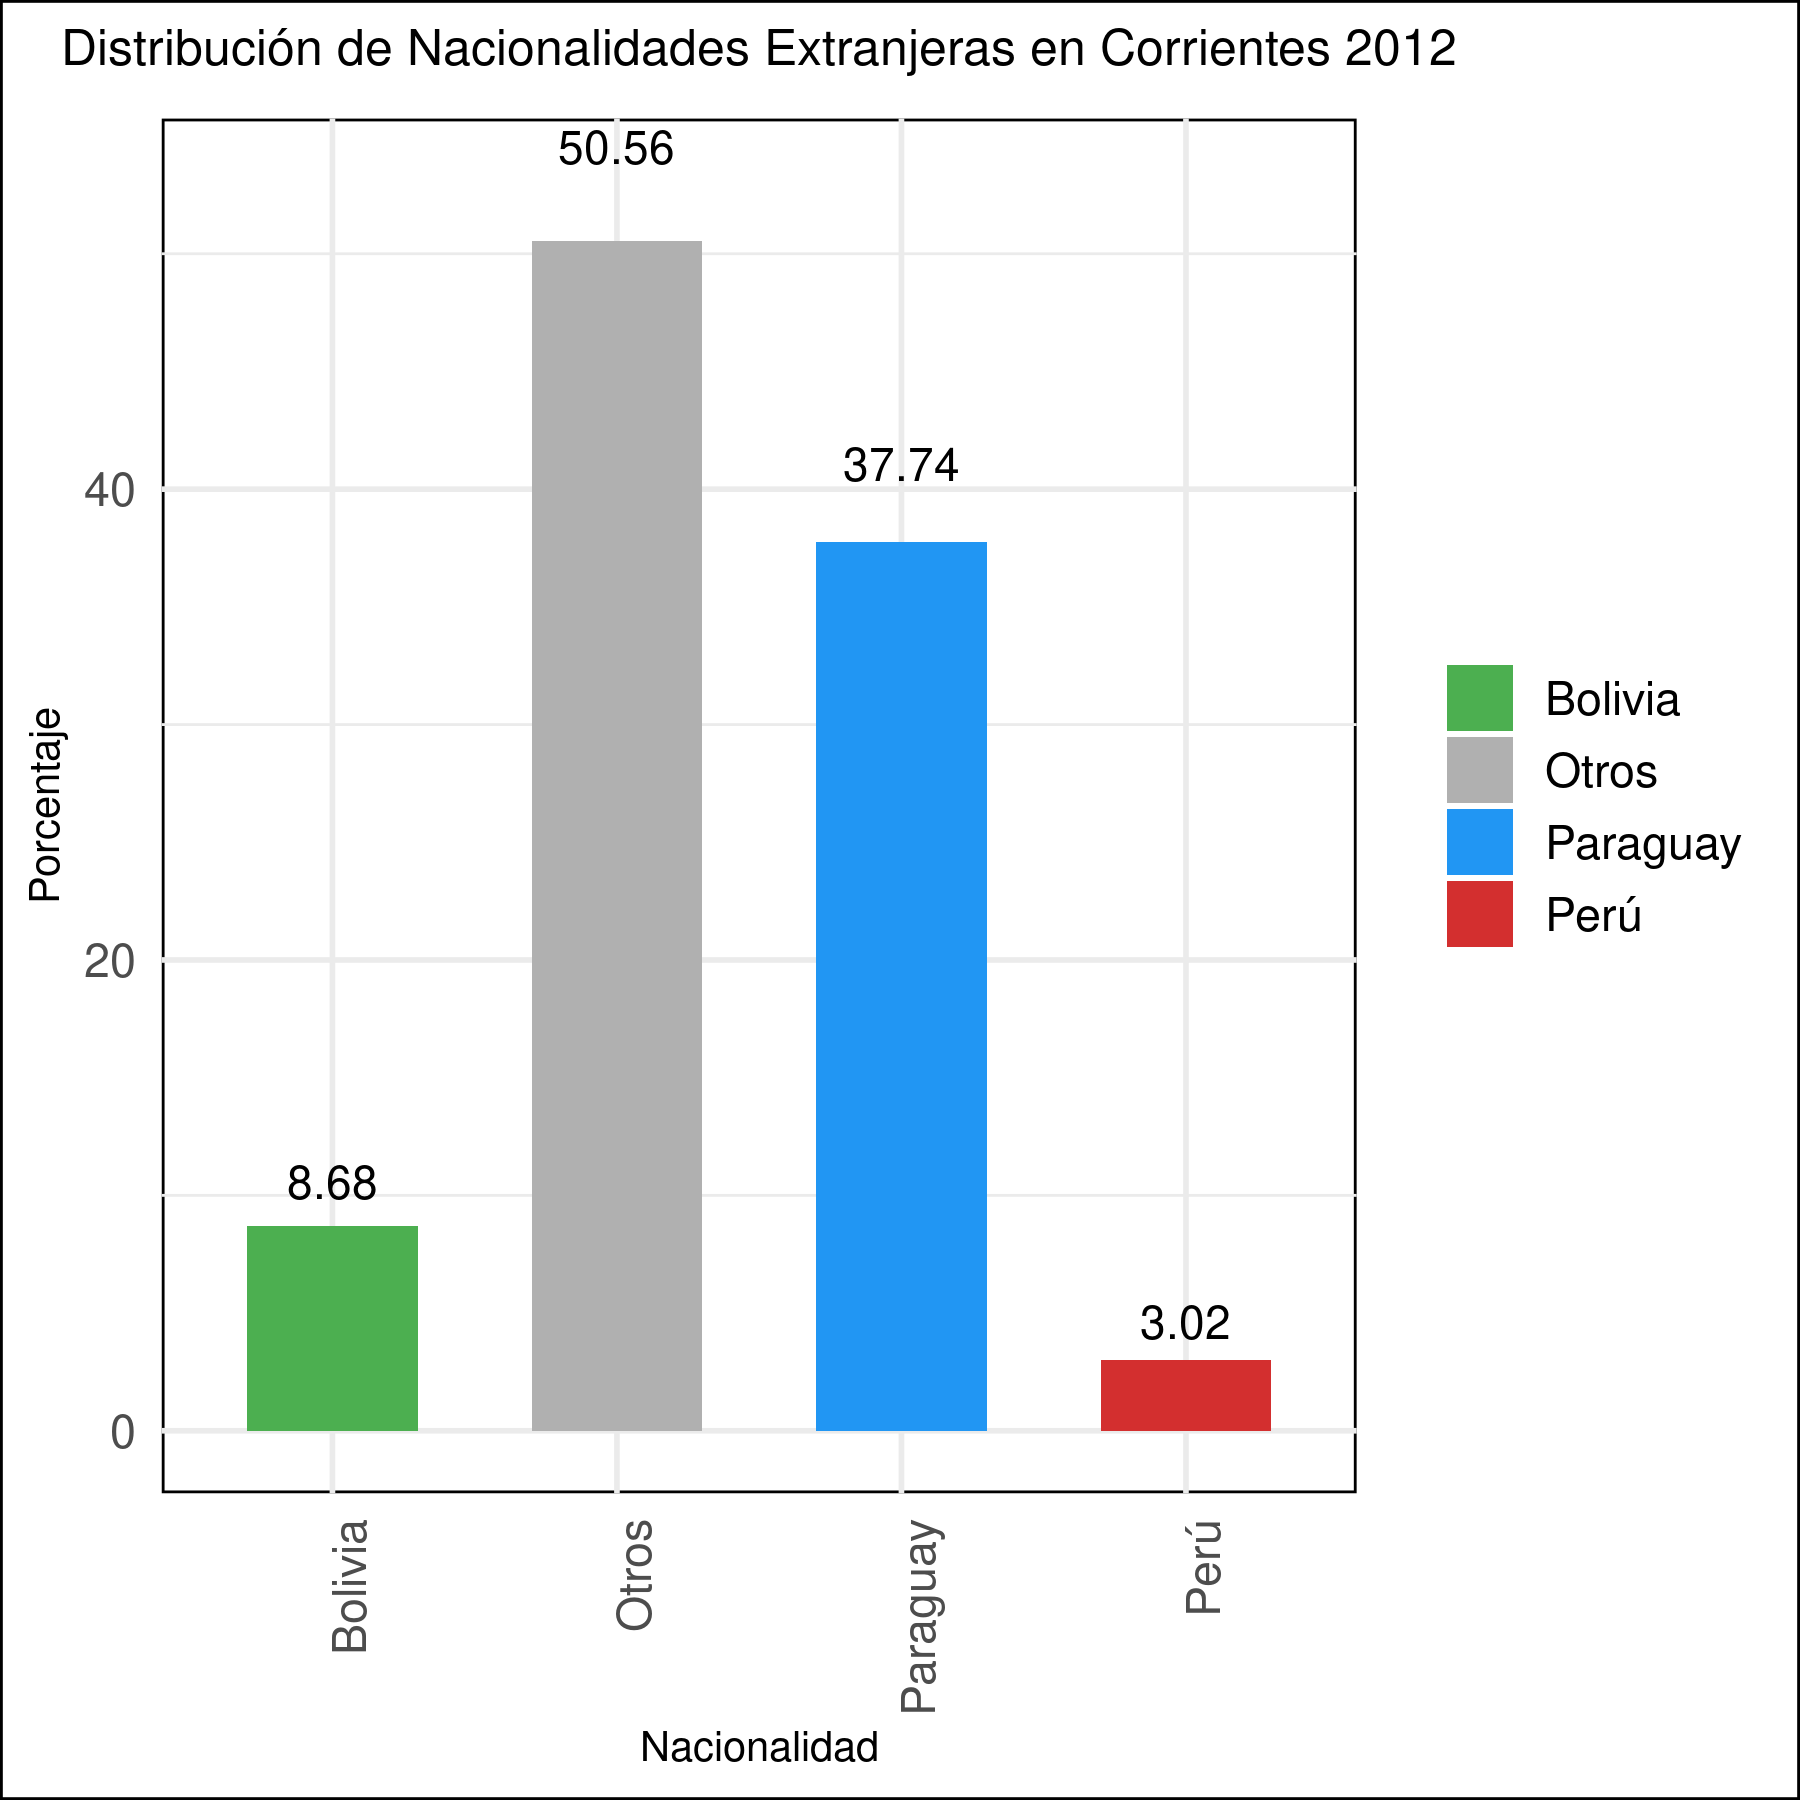 Distribución de Nacionalidades Extranjeras en Corrientes 2012
50.56
37.74
8.68
3.02
Porcentaje
40
20
0
Bolivia
Otros
Paraguay
Perú
Nacionalidad
Bolivia
Otros
Paraguay
Perú